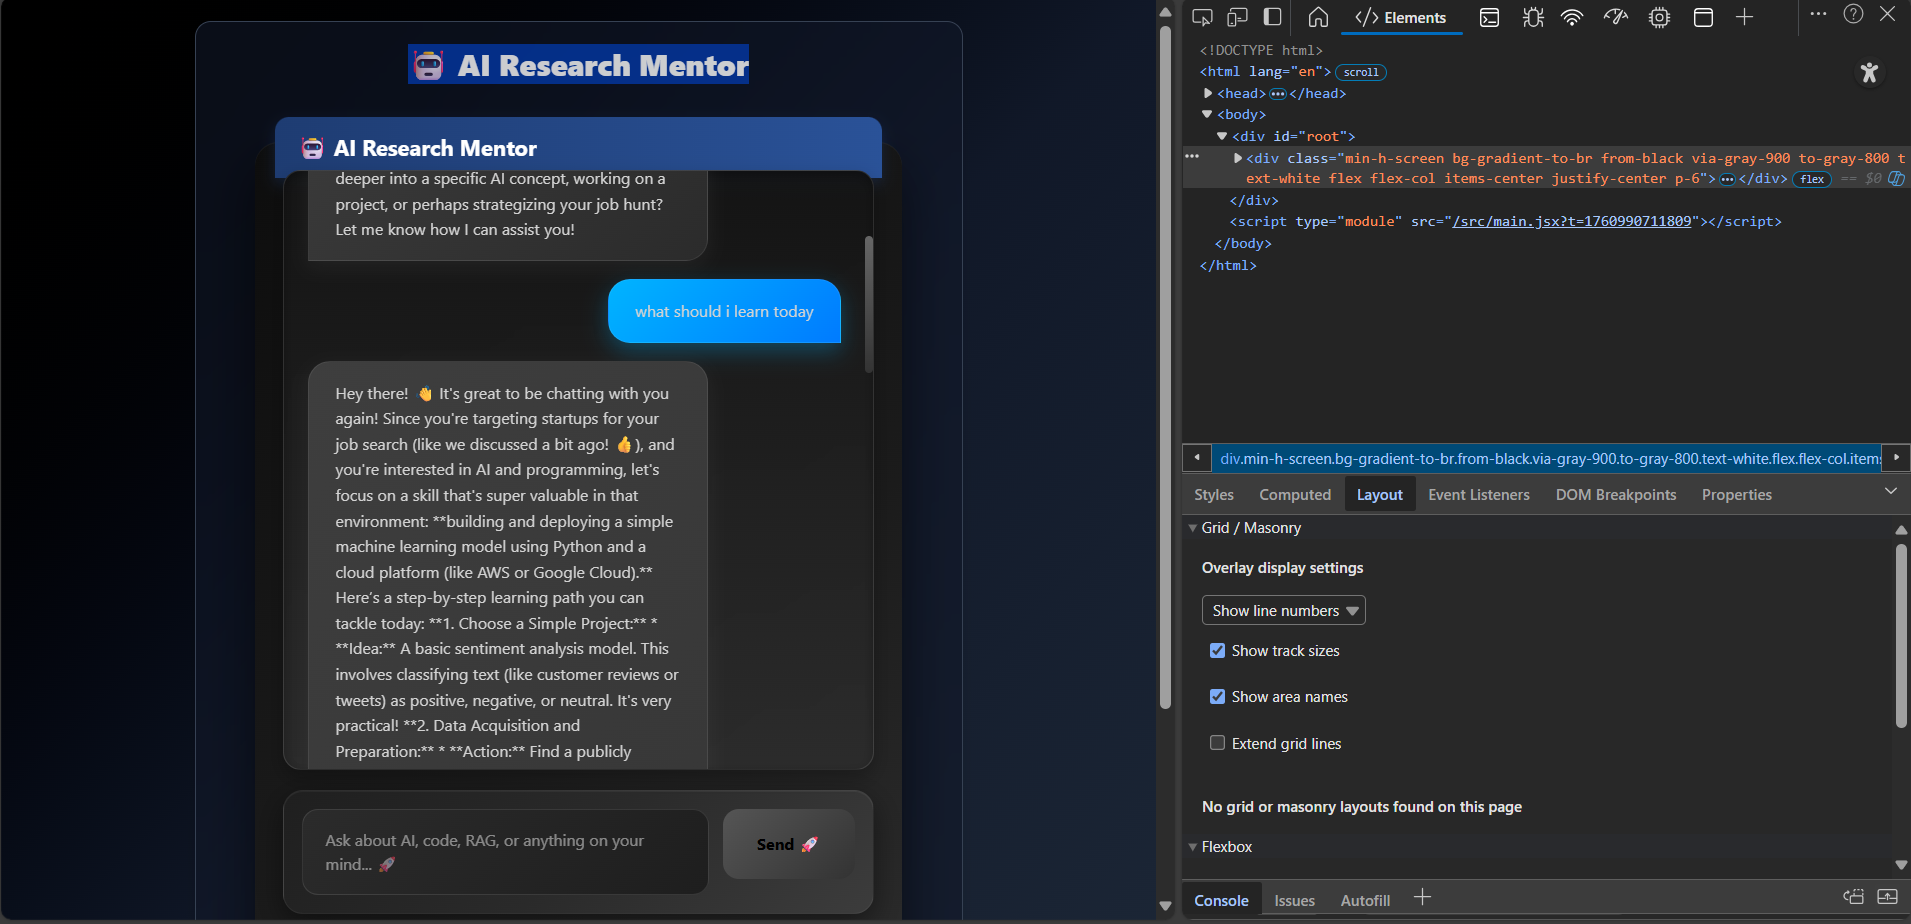 AI Research Mentor
AI Research Mentor
deeper into a specific AI concept, working on a
project, or perhaps strategizing your job hunt?
Let me know how I can assist you!
what should i learn today
Hey there! 👋 It's great to be chatting with you
again! Since you're targeting startups for your
job search (like we discussed a bit ago! 👍), and
you're interested in AI and programming, let's
focus on a skill that's super valuable in that
environment: **building and deploying a simple
machine learning model using Python and a
cloud platform (like AWS or Google Cloud).**
Here's a step-by-step learning path you can
tackle today: **1. Choose a Simple Project:** *
**Idea:** A basic sentiment analysis model. This
involves classifying text (like customer reviews or
tweets) as positive, negative, or neutral. It's very
practical! **2. Data Acquisition and
Preparation:** * **Action:** Find a publicly
Ask about AI, code, RAG, or anything on your
mind... 🚀
Send 🚀
Elements
<!DOCTYPE html>
<html lang="en"> scroll
<head> ••• </head>
<body>
<div id="root">
<div class="min-h-screen bg-gradient-to-br from-black via-gray-900 to-gray-800 t
ext-white flex flex-col items-center justify-center p-6"> ••• </div> flex == $0
</div>
<script type="module" src="/src/main.jsx?t=1760990711809"></script>
</body>
</html>
div.min-h-screen.bg-gradient-to-br.from-black.via-gray-900.to-gray-800.text-white.flex.flex-col.items
Styles Computed Layout Event Listeners DOM Breakpoints Properties
Grid / Masonry
Overlay display settings
Show line numbers
Show track sizes
Show area names
Extend grid lines
No grid or masonry layouts found on this page
Flexbox
Console Issues Autofill